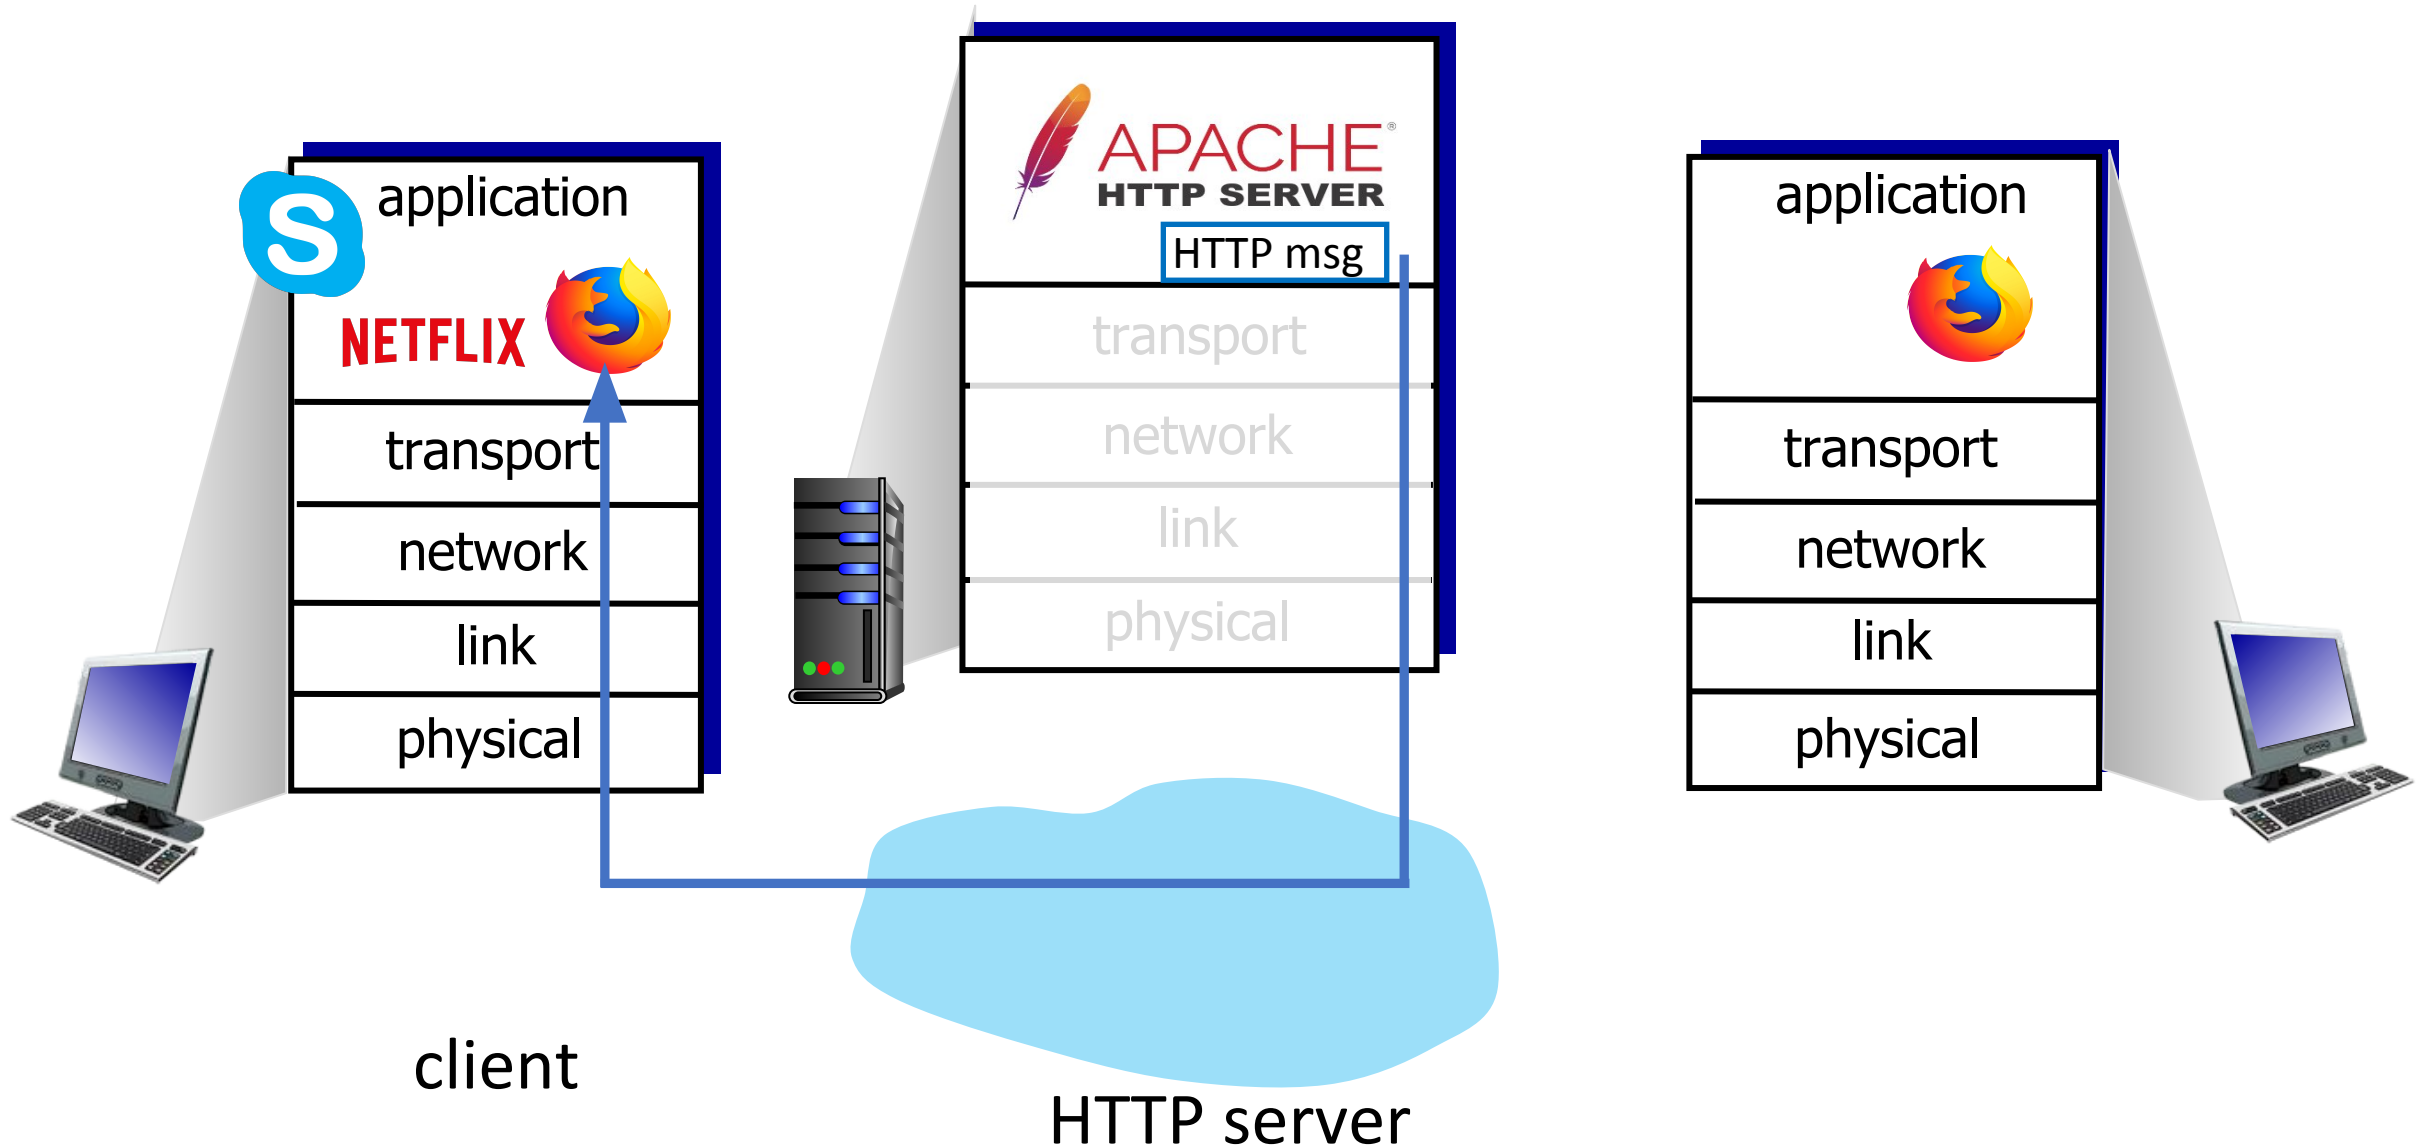 application
NETFLIX
transport
network
link
physical
client
APACHE®
HTTP SERVER
HTTP msg
transport
network
link
physical
HTTP server
application
transport
network
link
physical